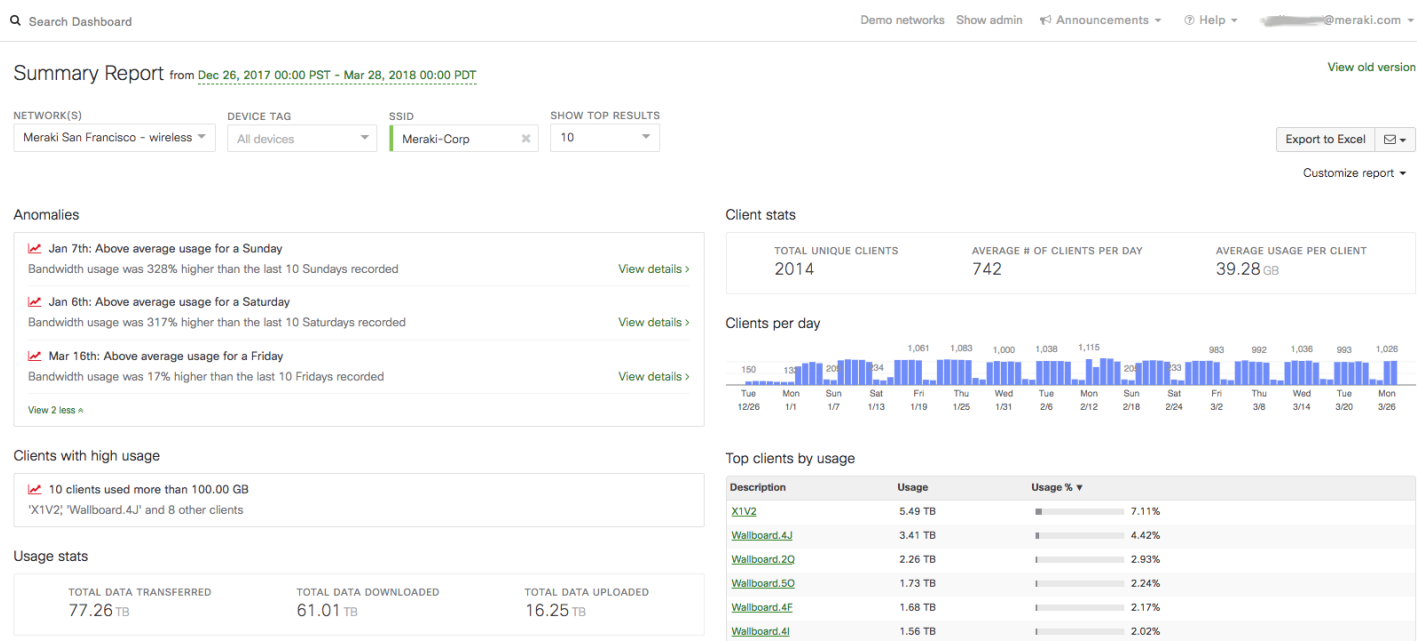 Search Dashboard
Demo networks Show admin Announcements Help @meraki.com
Summary Report from Dec 26, 2017 00:00 PST - Mar 28, 2018 00:00 PDT
View old version
NETWORK(S) DEVICE TAG SSID SHOW TOP RESULTS
Meraki San Francisco - wireless All devices Meraki-Corp 10
Export to Excel
Customize report
Anomalies
Jan 7th: Above average usage for a Sunday
Bandwidth usage was 328% higher than the last 10 Sundays recorded View details >
Jan 6th: Above average usage for a Saturday
Bandwidth usage was 317% higher than the last 10 Saturdays recorded View details >
Mar 16th: Above average usage for a Friday
Bandwidth usage was 17% higher than the last 10 Fridays recorded View details >
View 2 less
Clients with high usage
10 clients used more than 100.00 GB
'X1V2', 'Wallboard.4J' and 8 other clients
Usage stats
TOTAL DATA TRANSFERRED TOTAL DATA DOWNLOADED TOTAL DATA UPLOADED
77.26 TB 61.01 TB 16.25 TB
Client stats
TOTAL UNIQUE CLIENTS AVERAGE # OF CLIENTS PER DAY AVERAGE USAGE PER CLIENT
2014 742 39.28 GB
Clients per day
150 1,061 1,083 1,000 1,038 1,115 983 992 1,036 993 1,026
Tue Mon Sun Sat Fri Thu Wed Tue Mon Sun Sat Fri Thu Wed Tue Mon
12/26 1/1 1/7 1/13 1/19 1/25 1/31 2/6 2/12 2/18 2/24 3/2 3/8 3/14 3/20 3/26
Top clients by usage
Description Usage Usage % ▼
X1V2 5.49 TB 7.11%
Wallboard.4J 3.41 TB 4.42%
Wallboard.2O 2.26 TB 2.93%
Wallboard.5O 1.73 TB 2.24%
Wallboard.4F 1.68 TB 2.17%
Wallboard.4I 1.56 TB 2.02%